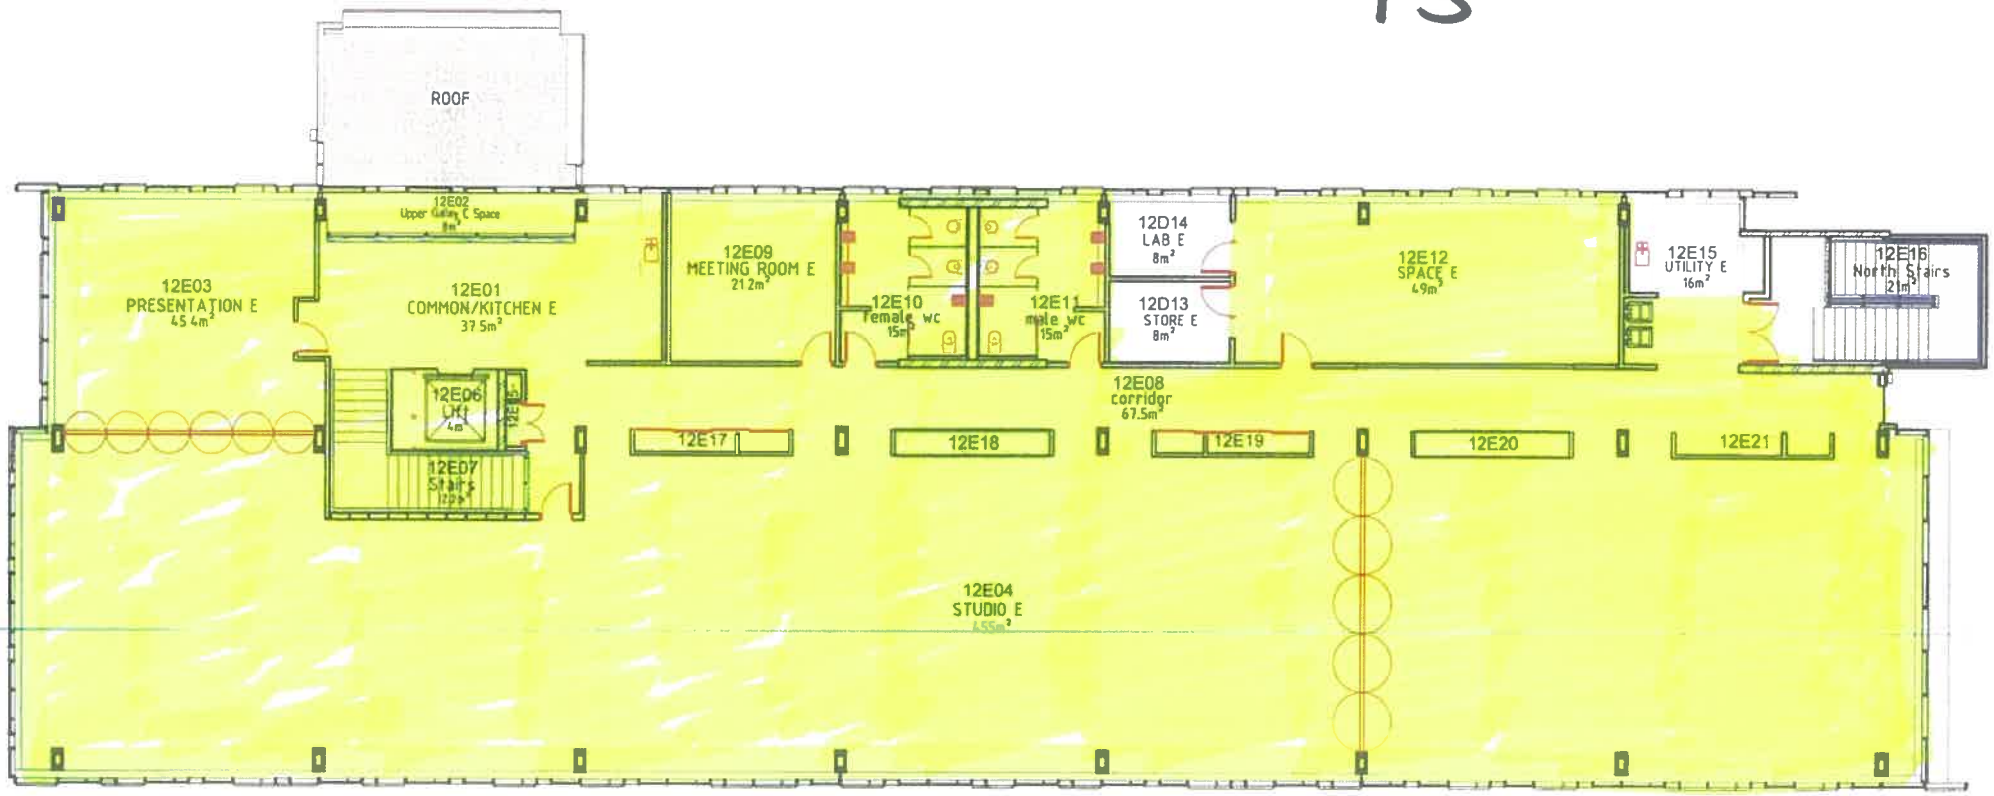 13
ROOF
12E02
Upper C Space
8m²
12E03
PRESENTATION E
45.4m²
12E01
COMMON/KITCHEN E
37.5m²
12E09
MEETING ROOM E
21.2m²
12E10
female wc
15m²
12E11
male wc
15m²
12D14
LAB E
8m²
12D13
STORE E
8m²
12E12
SPACE E
49m²
12E15
UTILITY E
16m²
12E16
North Stairs
21m²
12E06
Lift
4m²
12E08
corridor
67.5m²
12E07
Stairs
12E17
12E18
12E19
12E20
12E21
12E04
STUDIO E
455m²